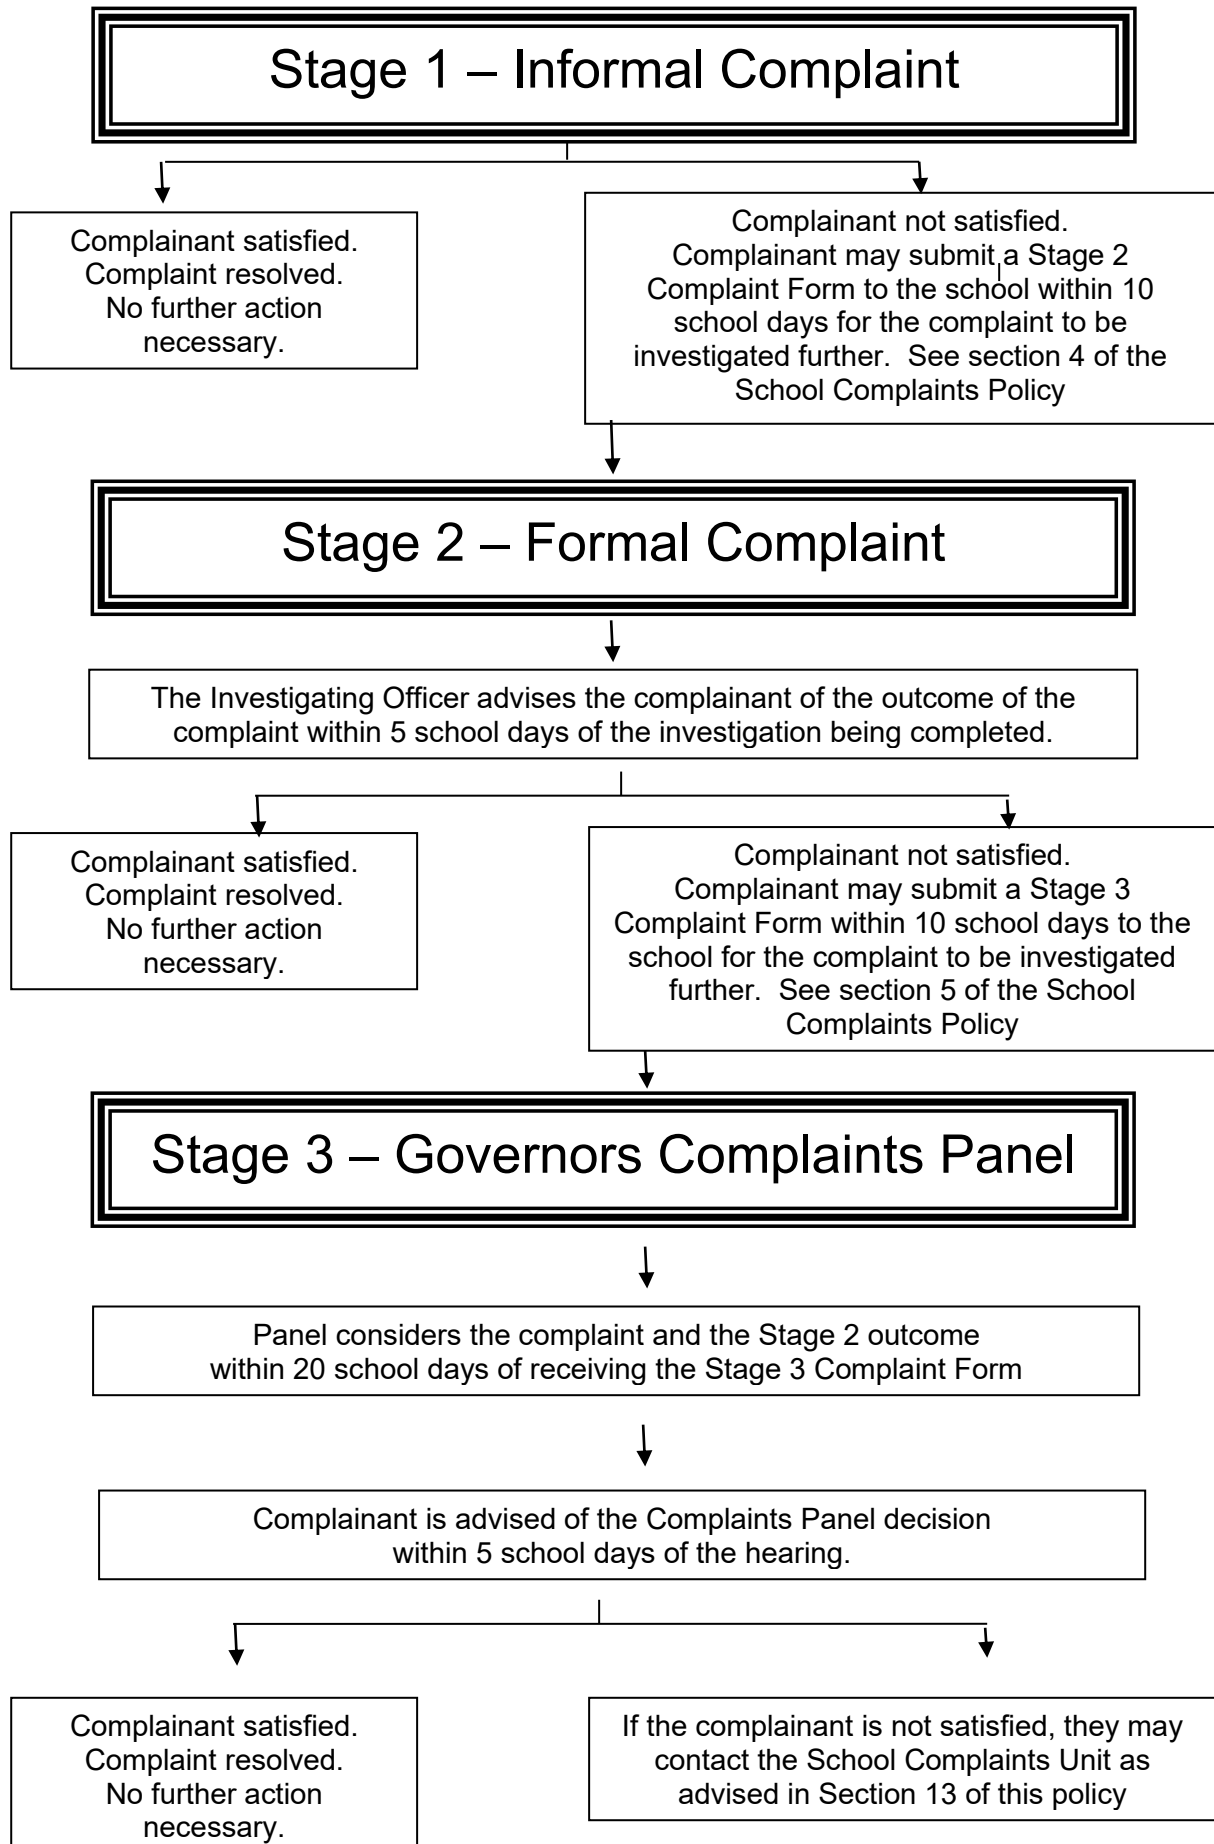 Stage 1 – Informal Complaint
Complainant satisfied.
Complaint resolved.
No further action
necessary.
Complainant not satisfied.
Complainant may submit a Stage 2
Complaint Form to the school within 10
school days for the complaint to be
investigated further.  See section 4 of the
School Complaints Policy
Stage 2 – Formal Complaint
The Investigating Officer advises the complainant of the outcome of the
complaint within 5 school days of the investigation being completed.
Complainant satisfied.
Complaint resolved.
No further action
necessary.
Complainant not satisfied.
Complainant may submit a Stage 3
Complaint Form within 10 school days to the
school for the complaint to be investigated
further.  See section 5 of the School
Complaints Policy
Stage 3 – Governors Complaints Panel
Panel considers the complaint and the Stage 2 outcome
within 20 school days of receiving the Stage 3 Complaint Form
Complainant is advised of the Complaints Panel decision
within 5 school days of the hearing.
Complainant satisfied.
Complaint resolved.
No further action
necessary.
If the complainant is not satisfied, they may
contact the School Complaints Unit as
advised in Section 13 of this policy